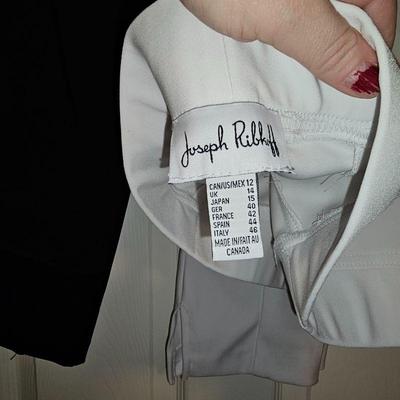 Joseph Ribkoff
CAN/US/MEX 12
UK 14
JAPAN 15
GER 40
FRANCE 42
SPAIN 44
ITALY 46
MADE IN/FAIT AU
CANADA